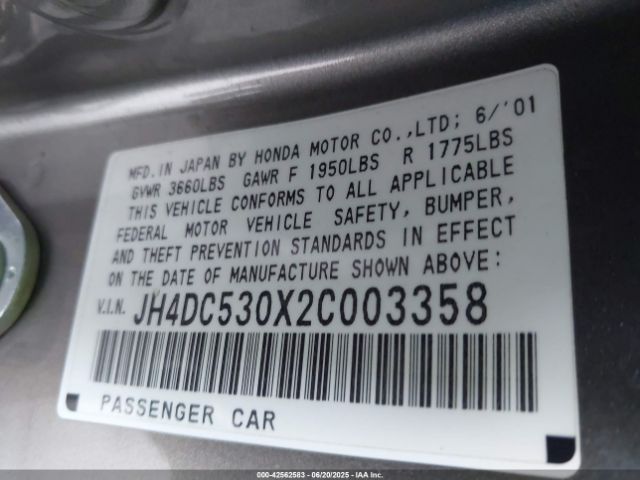 MFD.IN JAPAN BY HONDA MOTOR CO.,LTD; 6/'01
GVWR 3660LBS GAWR F 1950LBS R 1775LBS
THIS VEHICLE CONFORMS TO ALL APPLICABLE
FEDERAL MOTOR VEHICLE SAFETY, BUMPER,
AND THEFT PREVENTION STANDARDS IN EFFECT
ON THE DATE OF MANUFACTURE SHOWN ABOVE:
V.I.N. JH4DC530X2C003358
PASSENGER CAR
000-42562583 - 06/20/2025 - IAAI.COM